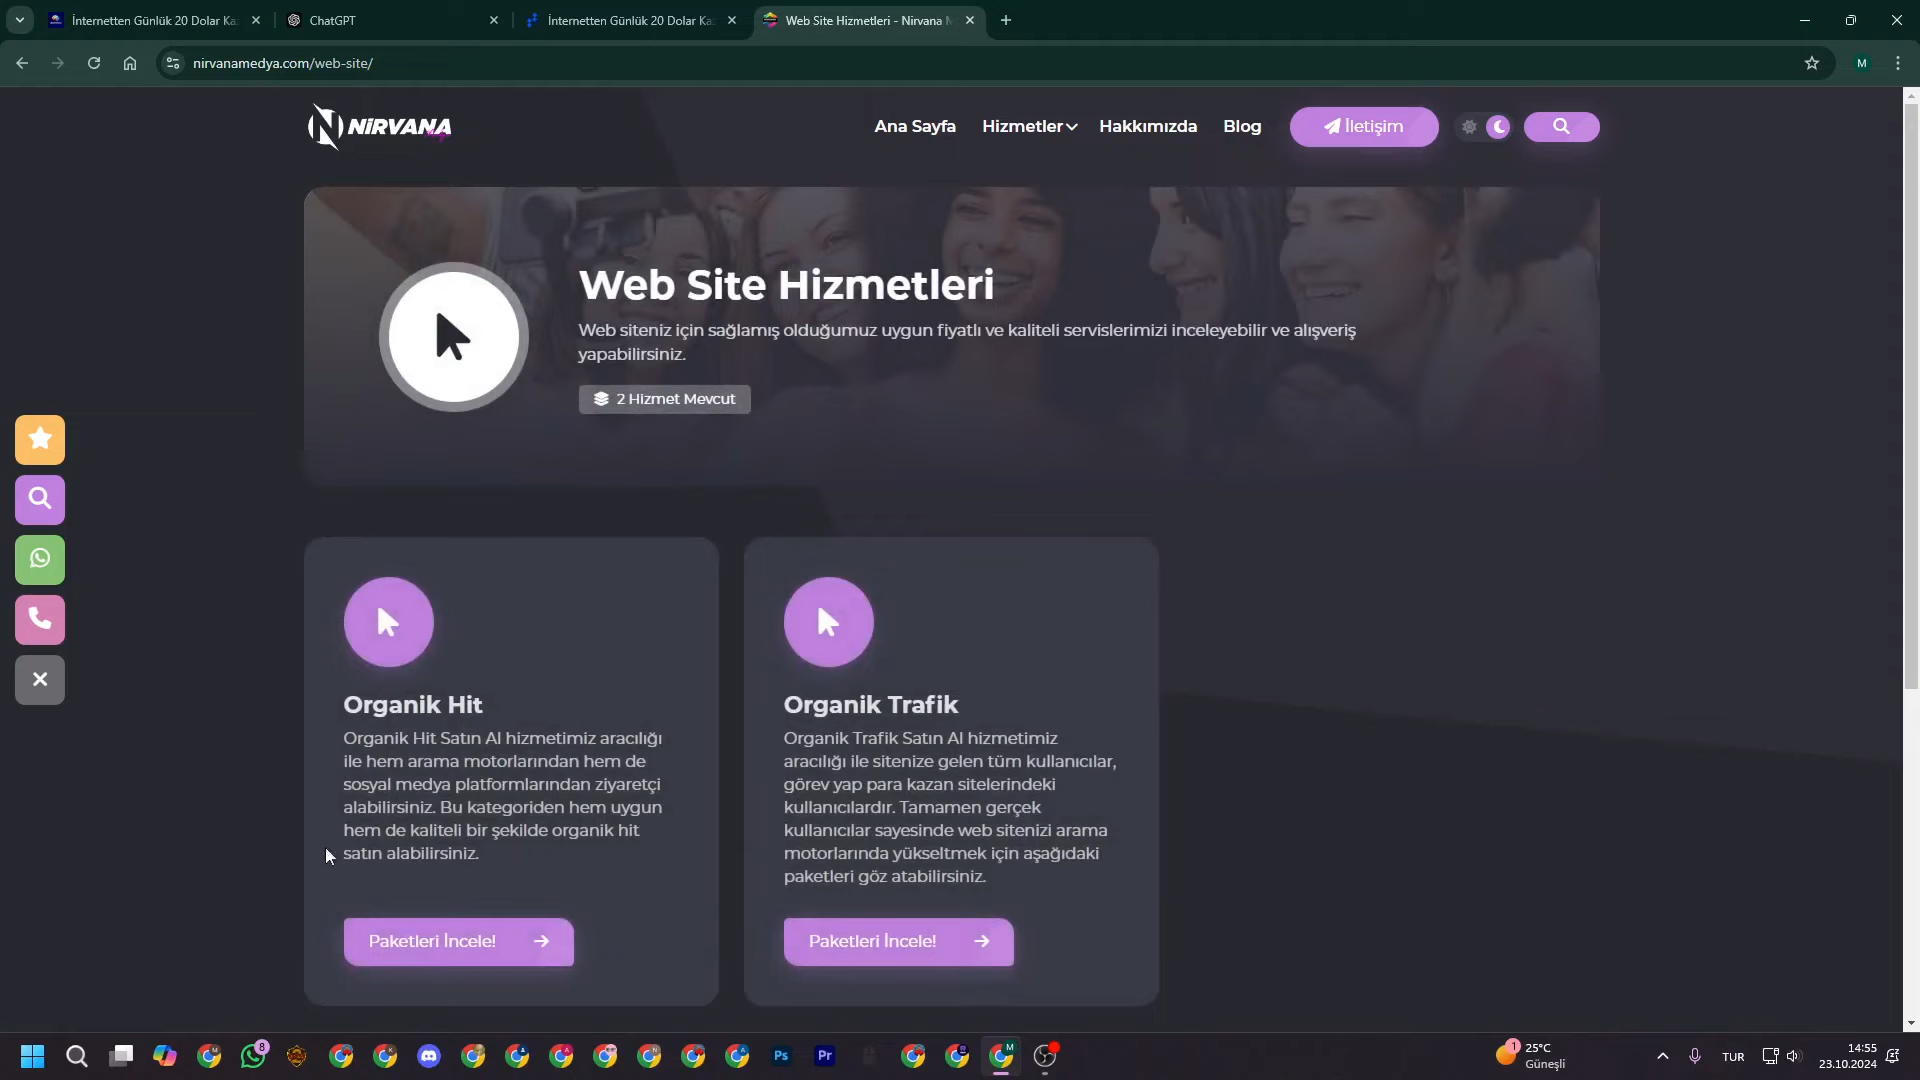 İnternetten Günlük 20 Dolar Ka
ChatGPT
İnternetten Günlük 20 Dolar Ka
Web Site Hizmetleri - Nirvana M
nirvanamedya.com/web-site/
M
NiRVANA
Ana Sayfa
Hizmetler
Hakkımızda
Blog
İletişim
Web Site Hizmetleri
Web siteniz için sağlamış olduğumuz uygun fiyatlı ve kaliteli servislerimizi inceleyebilir ve alışveriş
yapabilirsiniz.
2 Hizmet Mevcut
Organik Hit
Organik Hit Satın Al hizmetimiz aracılığı
ile hem arama motorlarından hem de
sosyal medya platformlarından ziyaretçi
alabilirsiniz. Bu kategoriden hem uygun
hem de kaliteli bir şekilde organik hit
satın alabilirsiniz.
Paketleri İncele!
Organik Trafik
Organik Trafik Satın Al hizmetimiz
aracılığı ile sitenize gelen tüm kullanıcılar,
görev yap para kazan sitelerindeki
kullanıcılardır. Tamamen gerçek
kullanıcılar sayesinde web sitenizi arama
motorlarında yükseltmek için aşağıdaki
paketleri göz atabilirsiniz.
Paketleri İncele!
8
Ps
Pr
M
1
25°C
Güneşli
TUR
14:55
23.10.2024